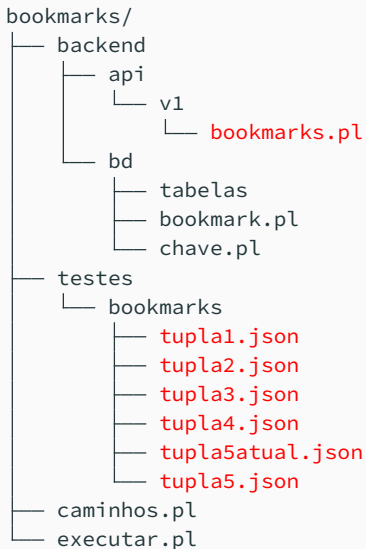 bookmarks/
├── backend
│   ├── api
│   │   └── v1
│   │       └── bookmarks.pl
│   └── bd
│       ├── tabelas
│       ├── bookmark.pl
│       └── chave.pl
├── testes
│   └── bookmarks
│       ├── tupla1.json
│       ├── tupla2.json
│       ├── tupla3.json
│       ├── tupla4.json
│       ├── tupla5atual.json
│       └── tupla5.json
├── caminhos.pl
└── executar.pl